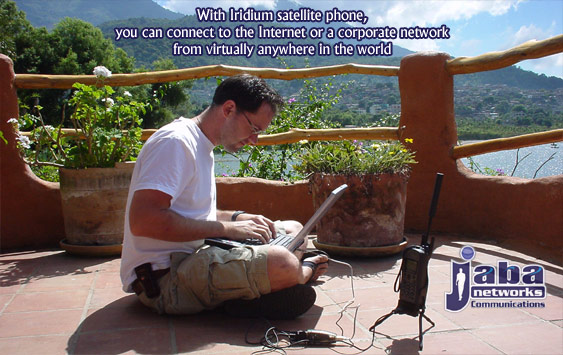 With Iridium satellite phone,
you can connect to the Internet or a corporate network
from virtually anywhere in the world
jaba
networks
Communications